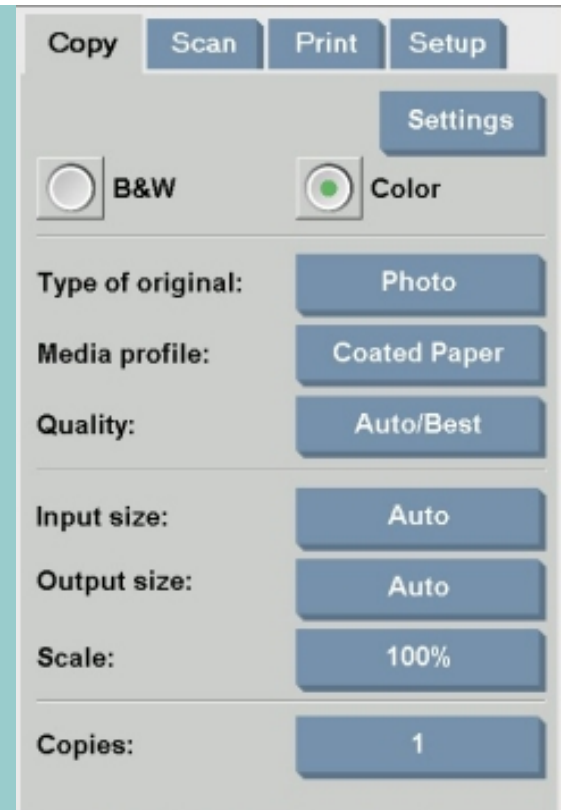 Copy Scan Print Setup
Settings
B&W Color
Type of original: Photo
Media profile: Coated Paper
Quality: Auto/Best
Input size: Auto
Output size: Auto
Scale: 100%
Copies: 1